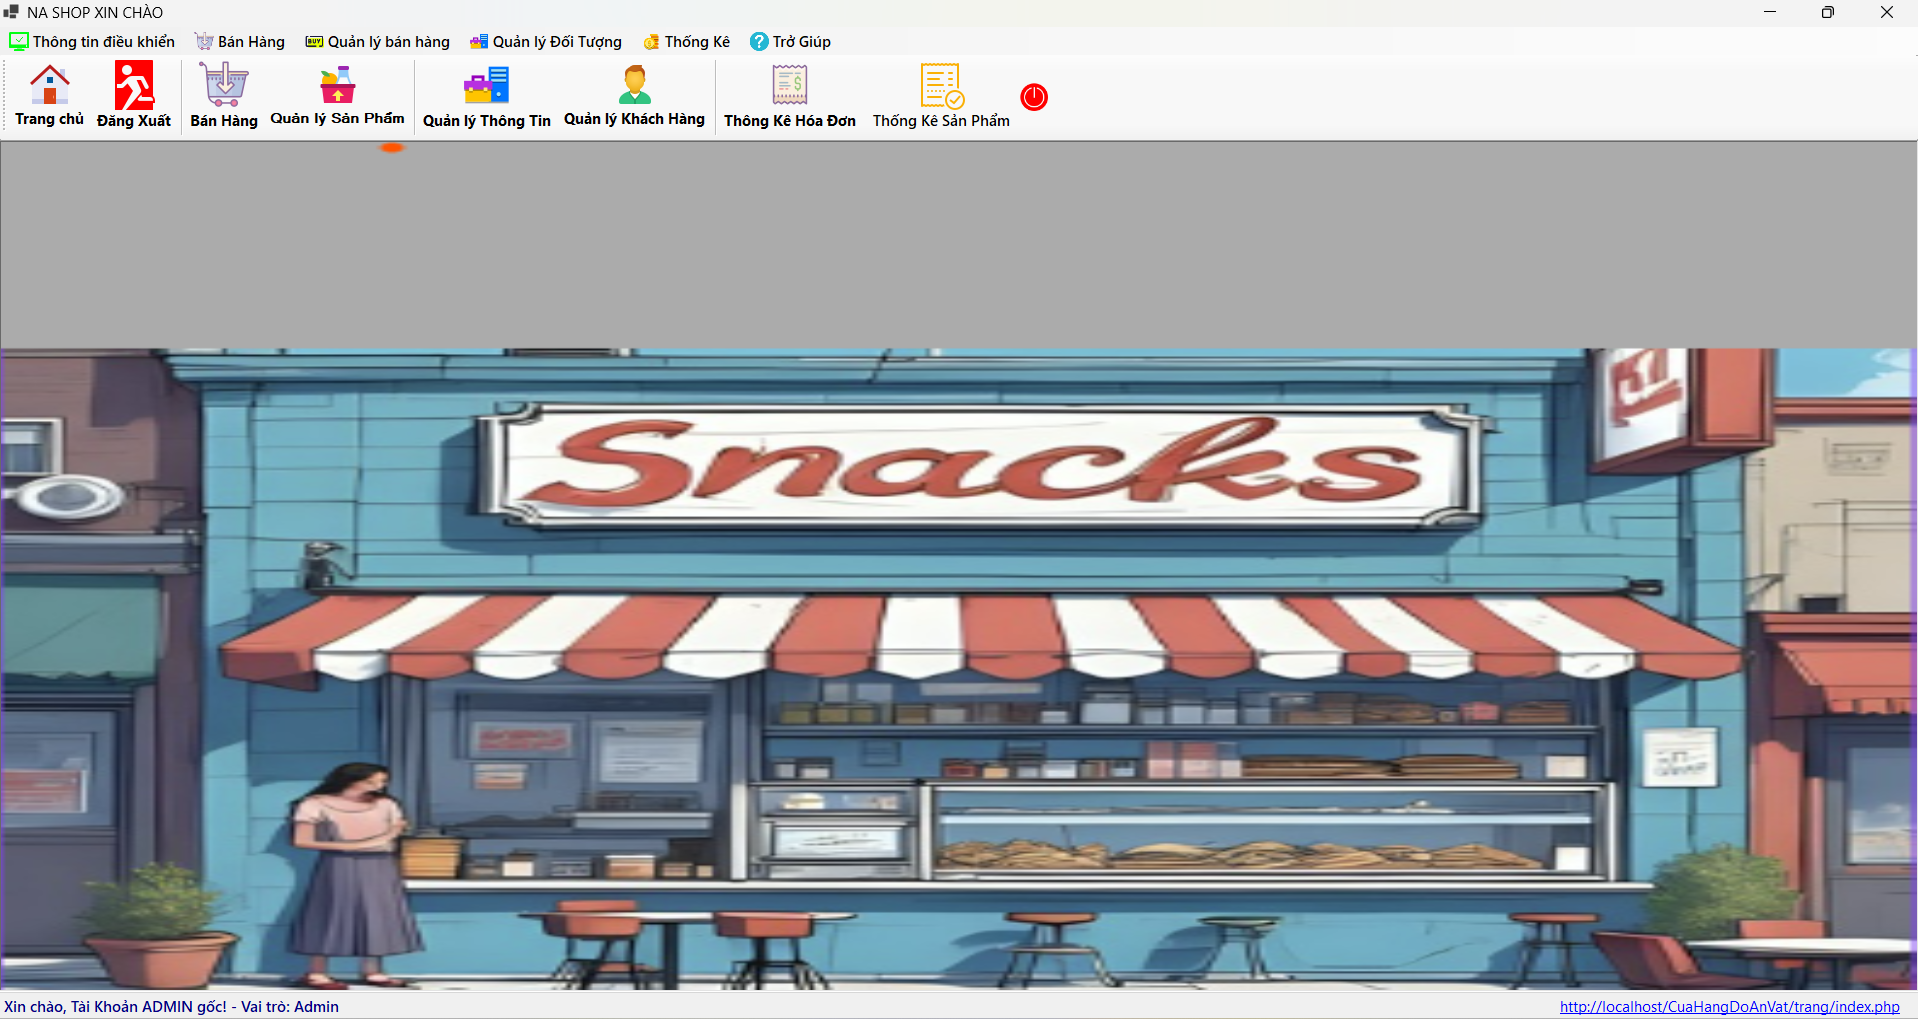 NA SHOP XIN CHÀO
Thông tin điều khiển Bán Hàng BUY Quản lý bán hàng Quản lý Đối Tượng Thống Kê ? Trở Giúp
Trang chủ Đăng Xuất Bán Hàng Quản lý Sản Phẩm Quản lý Thông Tin Quản lý Khách Hàng Thông Kê Hóa Đơn Thống Kê Sản Phẩm
Snacks
Xin chào, Tài Khoản ADMIN gốc! - Vai trò: Admin
http://localhost/CuaHangDoAnVat/trang/index.php